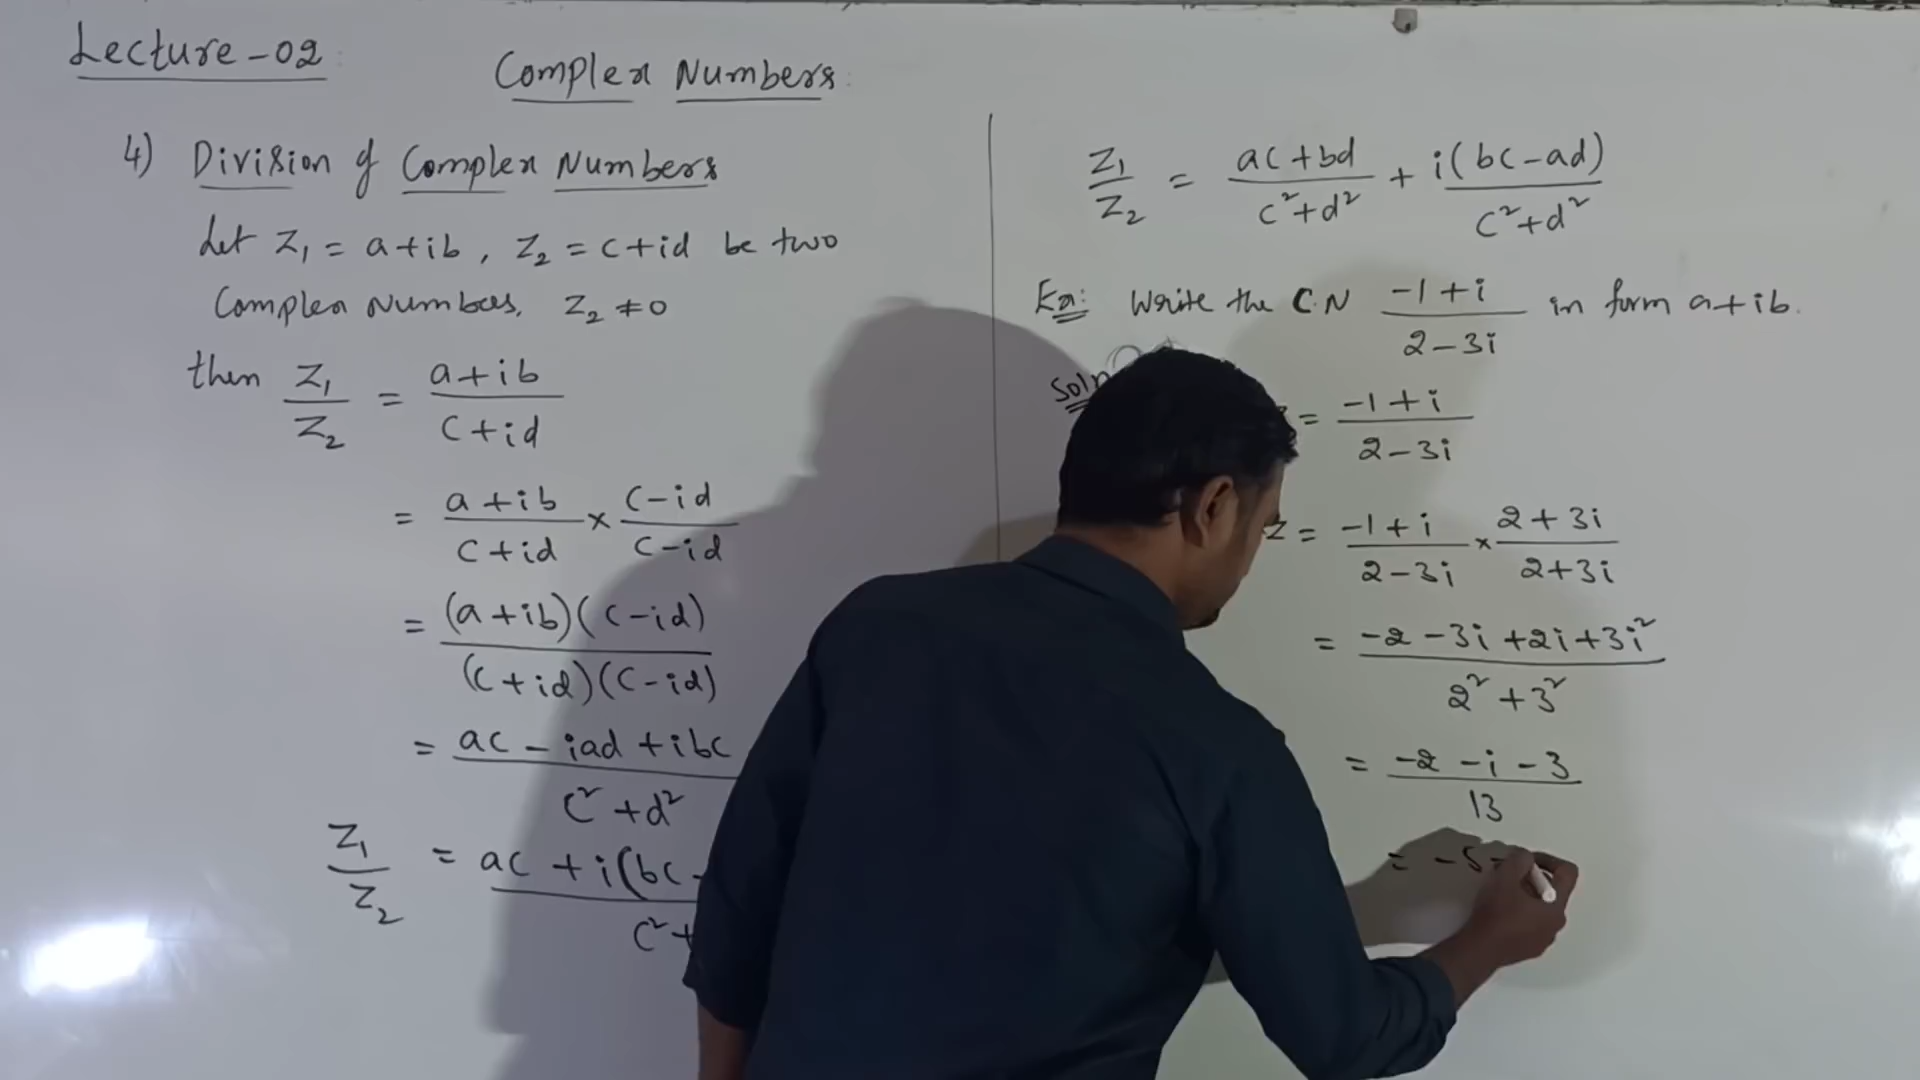 Lecture-02
Complex Numbers
4) Division of Complex Numbers
Let z₁ = a+ib, z₂ = c+id be two
Complex Numbers, z₂ ≠ 0
then z₁/z₂ = (a+ib)/(c+id)
= (a+ib)/(c+id) × (c-id)/(c-id)
= (a+ib)(c-id)/(c+id)(c-id)
= ac - iad + ibc / c²+d²
z₁/z₂ = ac + i(bc- / c²+
z₁/z₂ = (ac+bd)/(c²+d²) + i(bc-ad)/(c²+d²)
Ex: Write the C.N (-1+i)/(2-3i) in form a+ib.
Soln
= (-1+i)/(2-3i)
z = (-1+i)/(2-3i) × (2+3i)/(2+3i)
= (-2-3i+2i+3i²)/(2²+3²)
= (-2-i-3)/13
= -5-